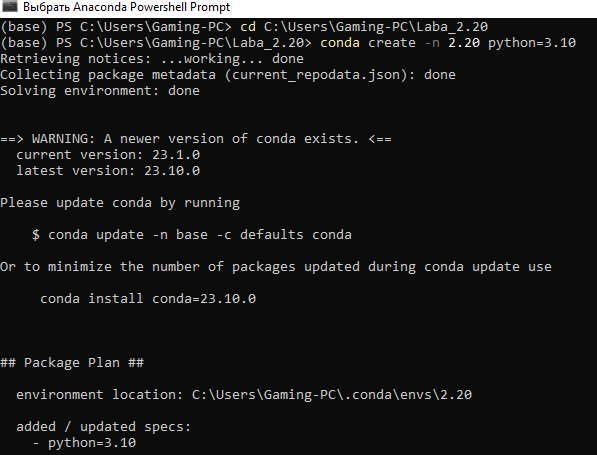 Выбрать Anaconda Powershell Prompt
(base) PS C:\Users\Gaming-PC> cd C:\Users\Gaming-PC\Laba_2.20
(base) PS C:\Users\Gaming-PC\Laba_2.20> conda create -n 2.20 python=3.10
Retrieving notices: ...working... done
Collecting package metadata (current_repodata.json): done
Solving environment: done
==> WARNING: A newer version of conda exists. <==
current version: 23.1.0
latest version: 23.10.0
Please update conda by running
$ conda update -n base -c defaults conda
Or to minimize the number of packages updated during conda update use
conda install conda=23.10.0
## Package Plan ##
environment location: C:\Users\Gaming-PC\.conda\envs\2.20
added / updated specs:
- python=3.10